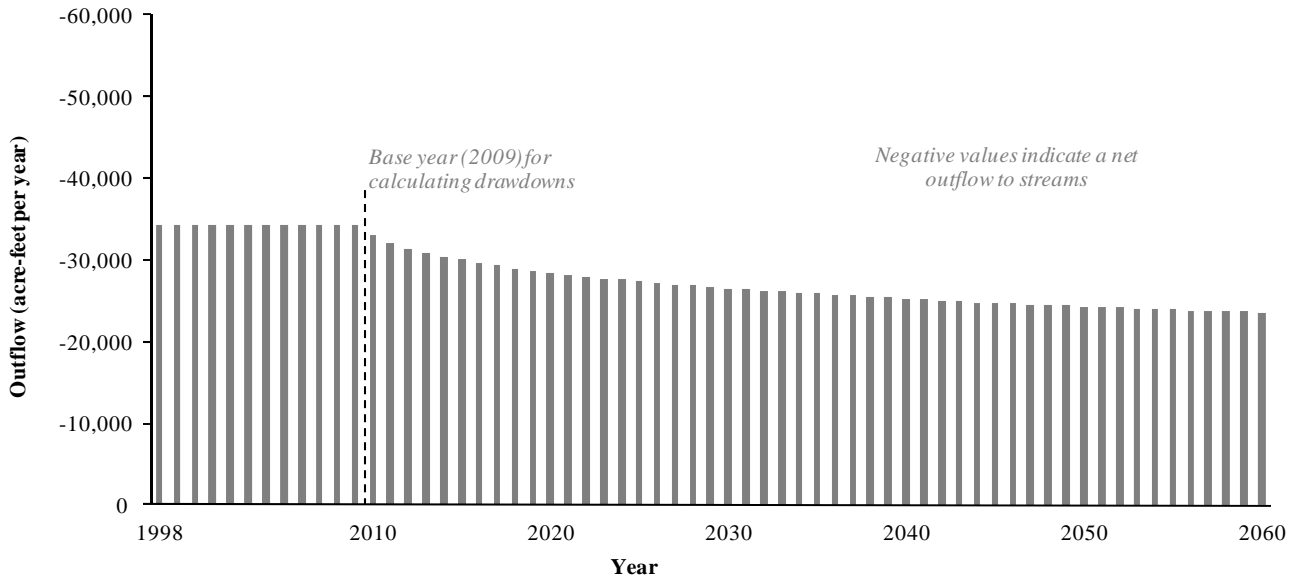 -60,000
-50,000
-40,000
-30,000
-20,000
-10,000
0
Outflow (acre-feet per year)
Base year (2009) for
calculating drawdowns
Negative values indicate a net
outflow to streams
1998
2010
2020
2030
2040
2050
2060
Year